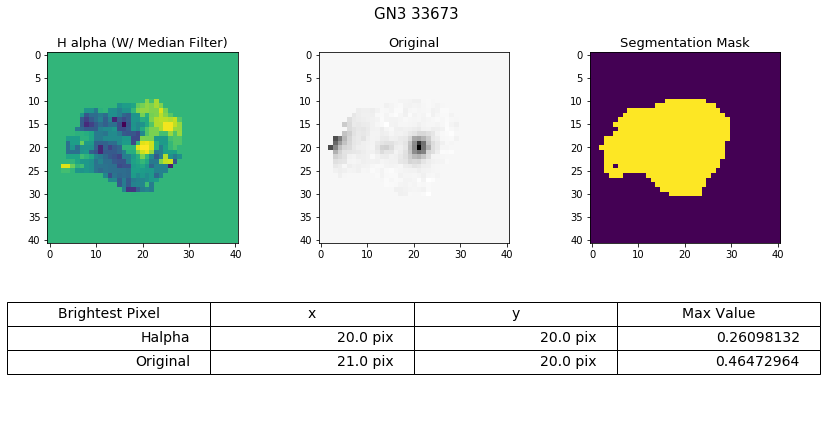 GN3 33673
H alpha (W/ Median Filter) Original Segmentation Mask
0 0 0
5 5 5
10 10 10
15 15 15
20 20 20
25 25 25
30 30 30
35 35 35
40 40 40
0 10 20 30 40 0 10 20 30 40 0 10 20 30 40
Brightest Pixel x y Max Value
Halpha 20.0 pix 20.0 pix 0.26098132
Original 21.0 pix 20.0 pix 0.46472964